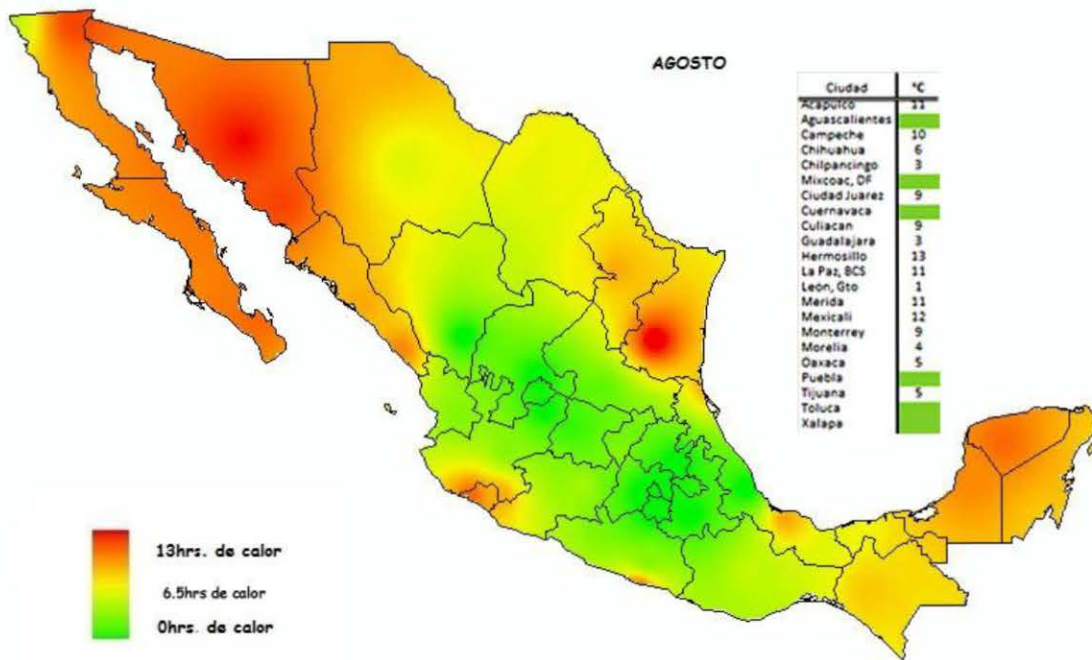 AGOSTO
Ciudad °C
Acapulco 11
Aguascalientes
Campeche 10
Chihuahua 6
Chilpancingo 3
Mixcoac, DF
Ciudad Juarez 9
Cuernavaca
Culiacan 9
Guadalajara 3
Hermosillo 13
La Paz, BCS 11
León, Gto 1
Merida 11
Mexicali 12
Monterrey 9
Morelia 4
Oaxaca 5
Puebla
Tijuana 5
Toluca
Xalapa
13hrs. de calor
6.5hrs de calor
0hrs. de calor